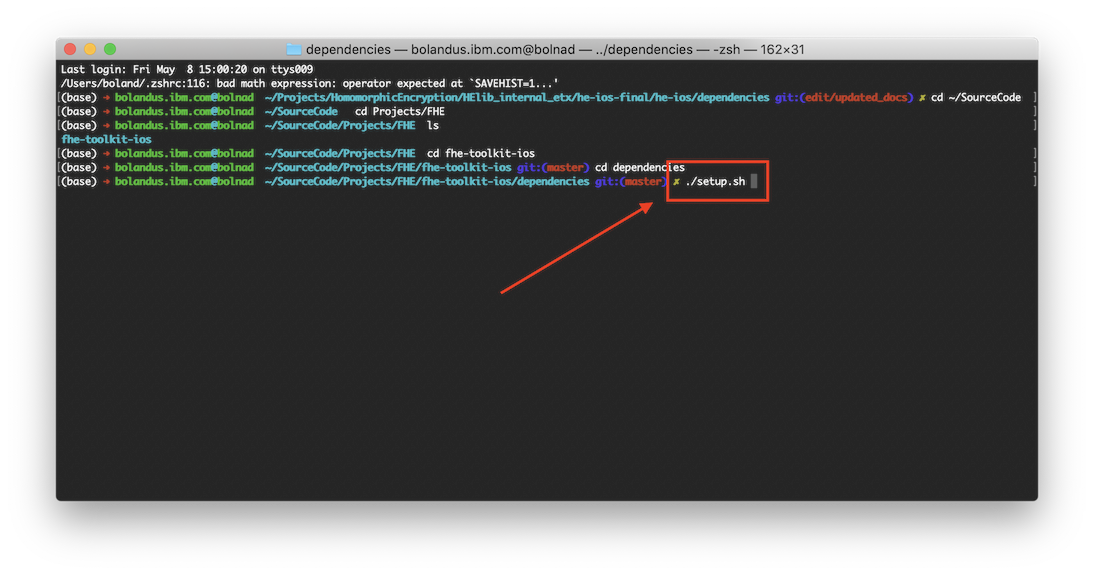 dependencies — bolandus.ibm.com@bolnad — ../dependencies — -zsh — 162×31
Last login: Fri May  8 15:00:20 on ttys009
/Users/boland/.zshrc:116: bad math expression: operator expected at `SAVEHIST=1...'
[(base) ➜ bolandus.ibm.com@bolnad  ~/Projects/HomomorphicEncryption/HElib_internal_etx/he-ios-final/he-ios/dependencies git:(edit/updated_docs) ✗ cd ~/SourceCode ]
[(base) ➜ bolandus.ibm.com@bolnad  ~/SourceCode   cd Projects/FHE ]
[(base) ➜ bolandus.ibm.com@bolnad  ~/SourceCode/Projects/FHE  ls ]
fhe-toolkit-ios
[(base) ➜ bolandus.ibm.com@bolnad  ~/SourceCode/Projects/FHE  cd fhe-toolkit-ios ]
[(base) ➜ bolandus.ibm.com@bolnad  ~/SourceCode/Projects/FHE/fhe-toolkit-ios git:(master) cd dependencies ]
[(base) ➜ bolandus.ibm.com@bolnad  ~/SourceCode/Projects/FHE/fhe-toolkit-ios/dependencies git:(master) ✗ ./setup.sh ]